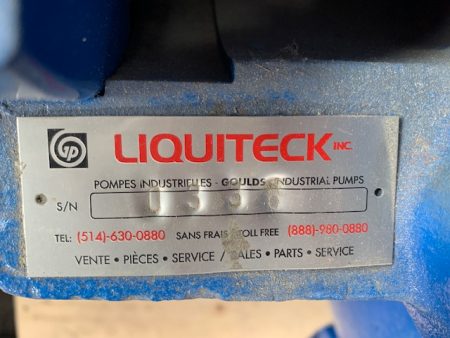 GP LIQUITECK INC.
POMPES INDUSTRIELLES - GOULDS INDUSTRIAL PUMPS
S/N
TEL: (514)-630-0880 SANS FRAIS TOLL FREE (888)-980-0880
VENTE • PIÈCES • SERVICE / SALES • PARTS • SERVICE